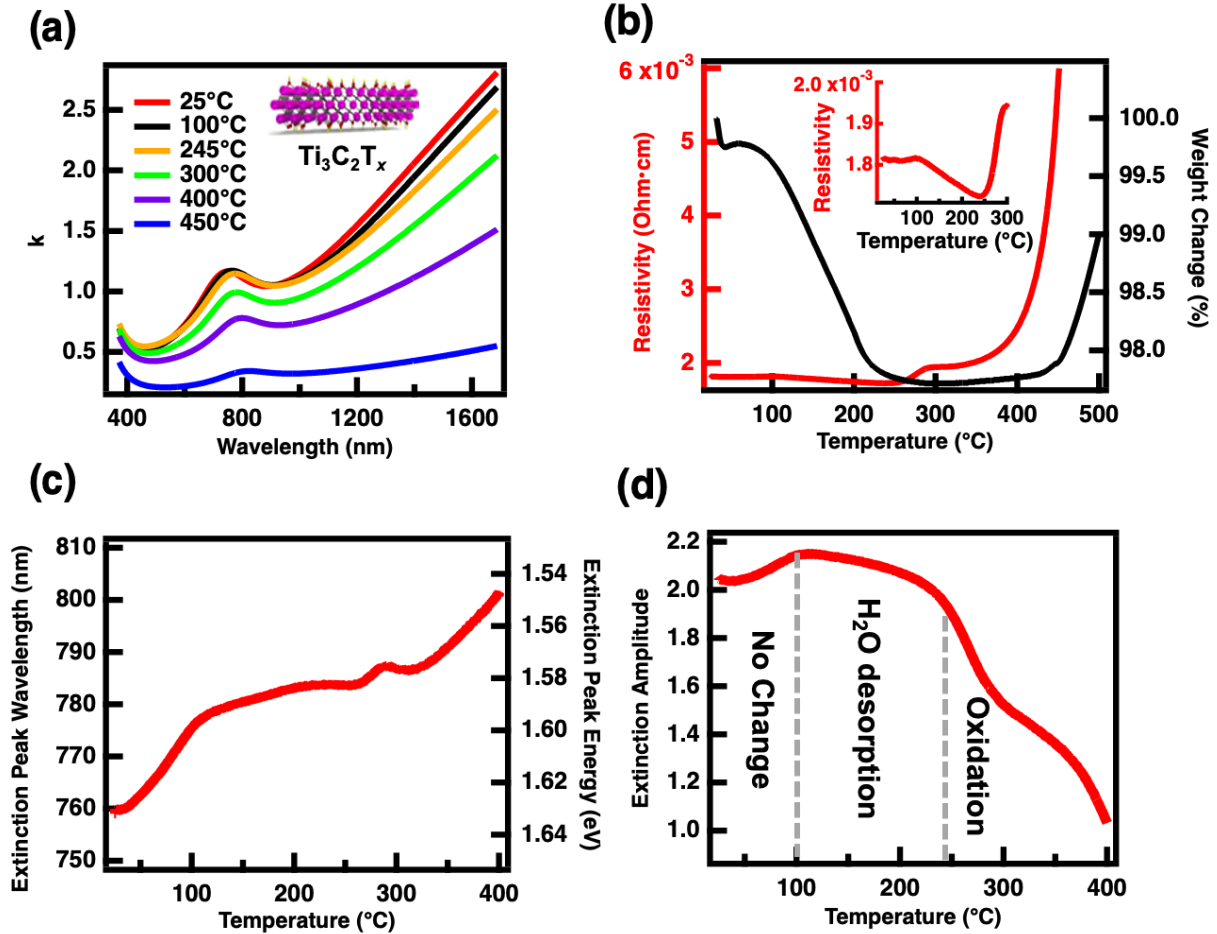 (a)
2.5
2.0
1.5
1.0
0.5
k
25°C
100°C
245°C
300°C
400°C
450°C
Ti₃C₂Tₓ
400
800
1200
1600
Wavelength (nm)
(b)
6 x10⁻³
5
4
3
2
Resistivity (Ohm·cm)
2.0 x10⁻³
1.9
1.8
Resistivity
100
200
300
Temperature (°C)
100.0
99.5
99.0
98.5
98.0
Weight Change (%)
100
200
300
400
500
Temperature (°C)
(c)
810
800
790
780
770
760
750
Extinction Peak Wavelength (nm)
1.54
1.56
1.58
1.60
1.62
1.64
Extinction Peak Energy (eV)
100
200
300
400
Temperature (°C)
(d)
2.2
2.0
1.8
1.6
1.4
1.2
1.0
Extinction Amplitude
No Change
H₂O desorption
Oxidation
100
200
300
400
Temperature (°C)